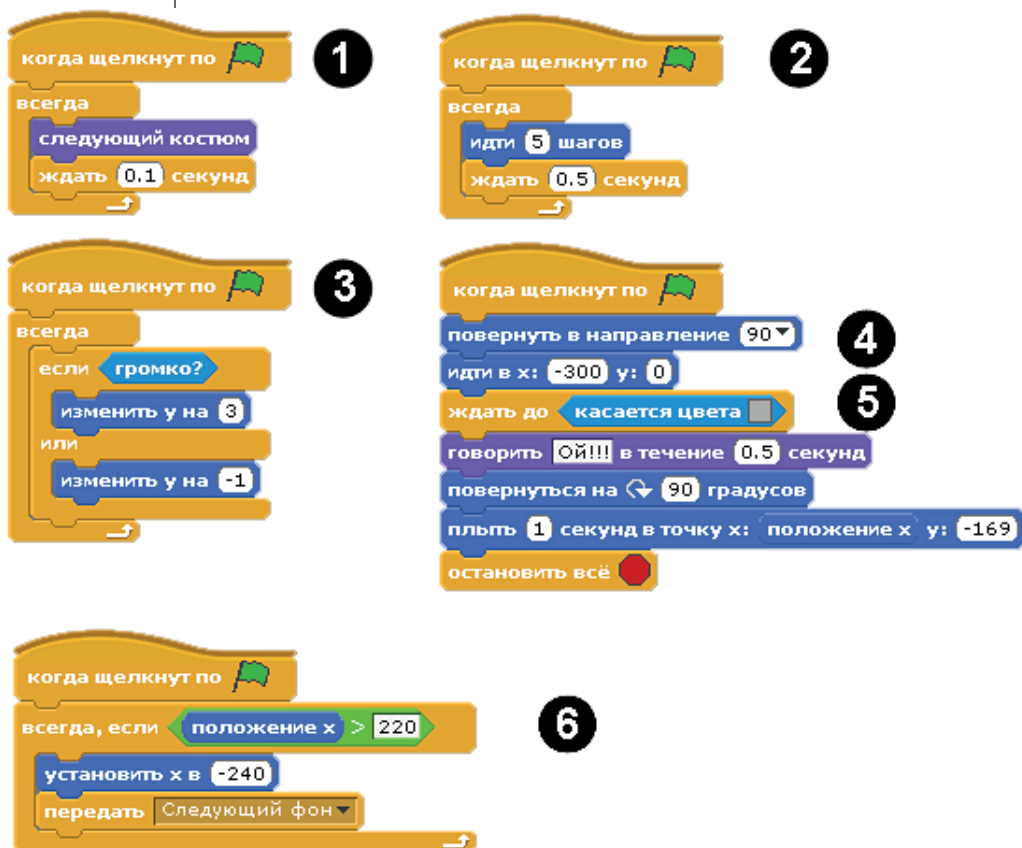 когда щелкнут по
1
всегда
следующий костюм
ждать 0.1 секунд
когда щелкнут по
2
всегда
идти 5 шагов
ждать 0.5 секунд
когда щелкнут по
3
всегда
если громко?
изменить y на 3
или
изменить y на -1
когда щелкнут по
повернуть в направление 90
4
идти в x: -300 y: 0
ждать до касается цвета
5
говорить Ой!!! в течение 0.5 секунд
повернуться на 90 градусов
плыть 1 секунд в точку x: положение x y: -169
остановить всё
когда щелкнут по
всегда, если положение x > 220
6
установить x в -240
передать Следующий фон